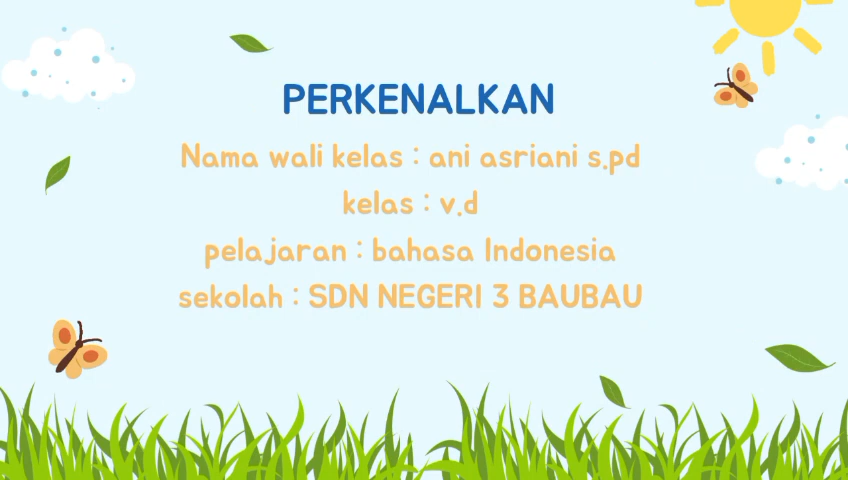 PERKENALKAN
Nama wali kelas : ani asriani s.pd
kelas : v.d
pelajaran : bahasa Indonesia
sekolah : SDN NEGERI 3 BAUBAU